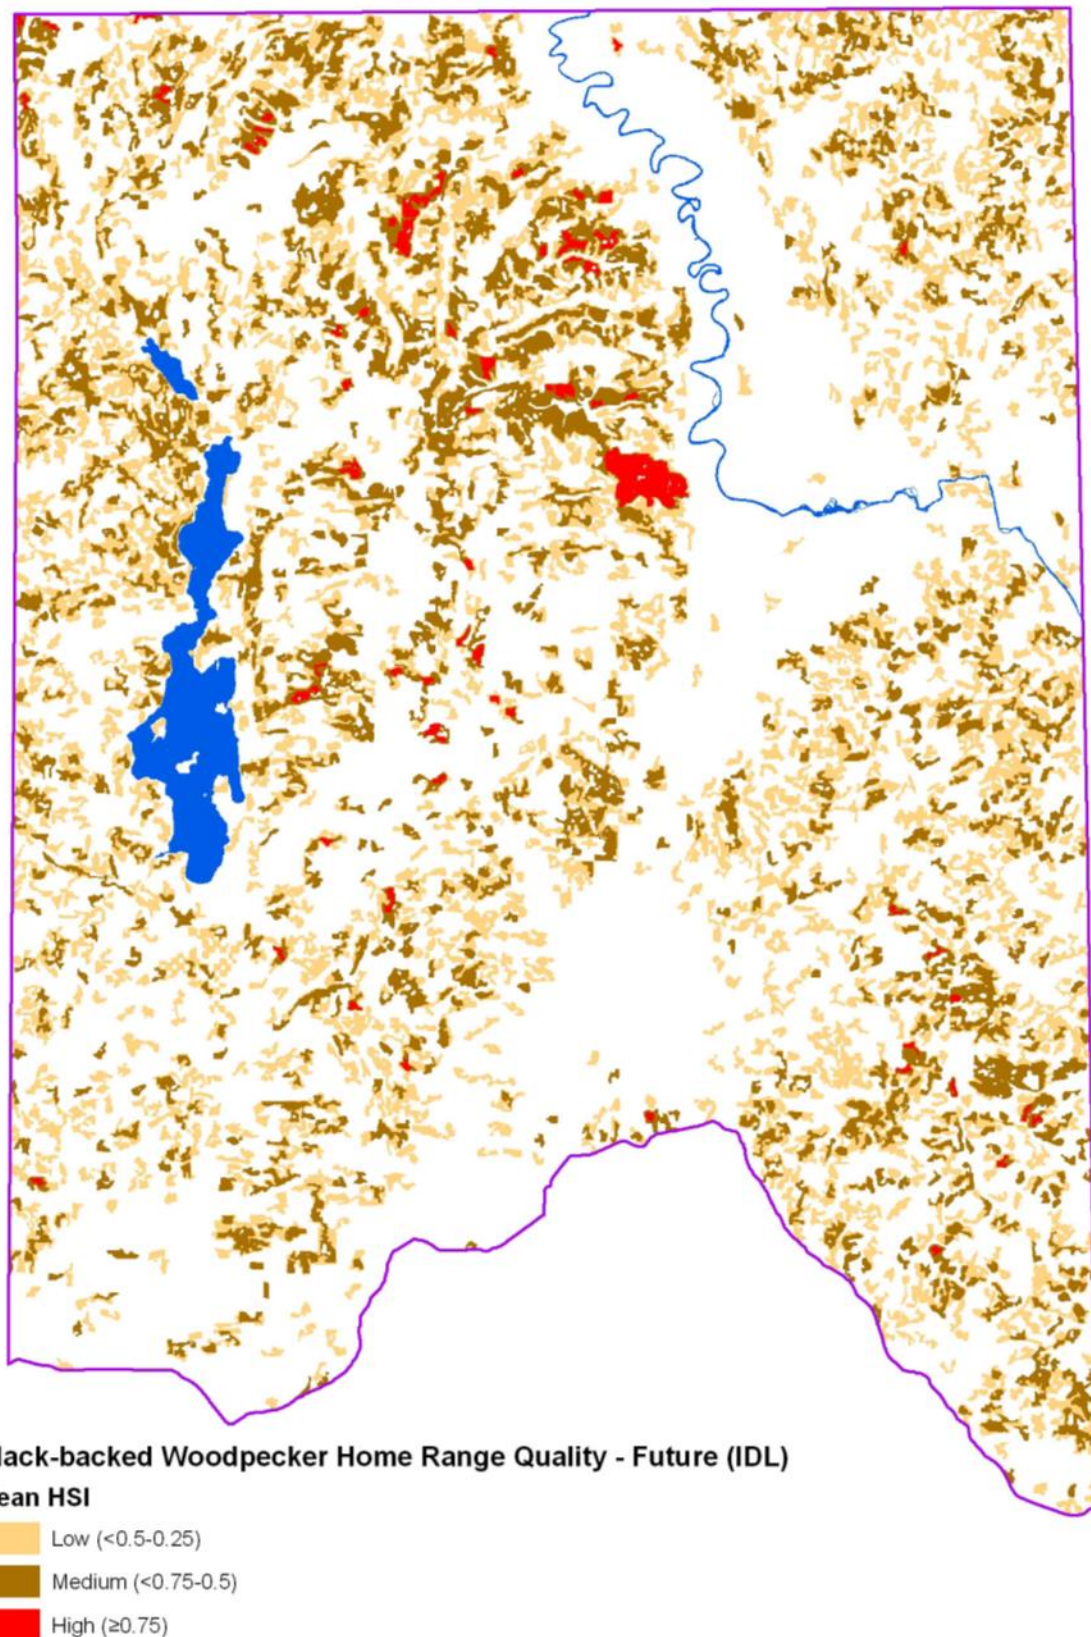 lack-backed Woodpecker Home Range Quality - Future (IDL)
ean HSI
Low (<0.5-0.25)
Medium (<0.75-0.5)
High (≥0.75)